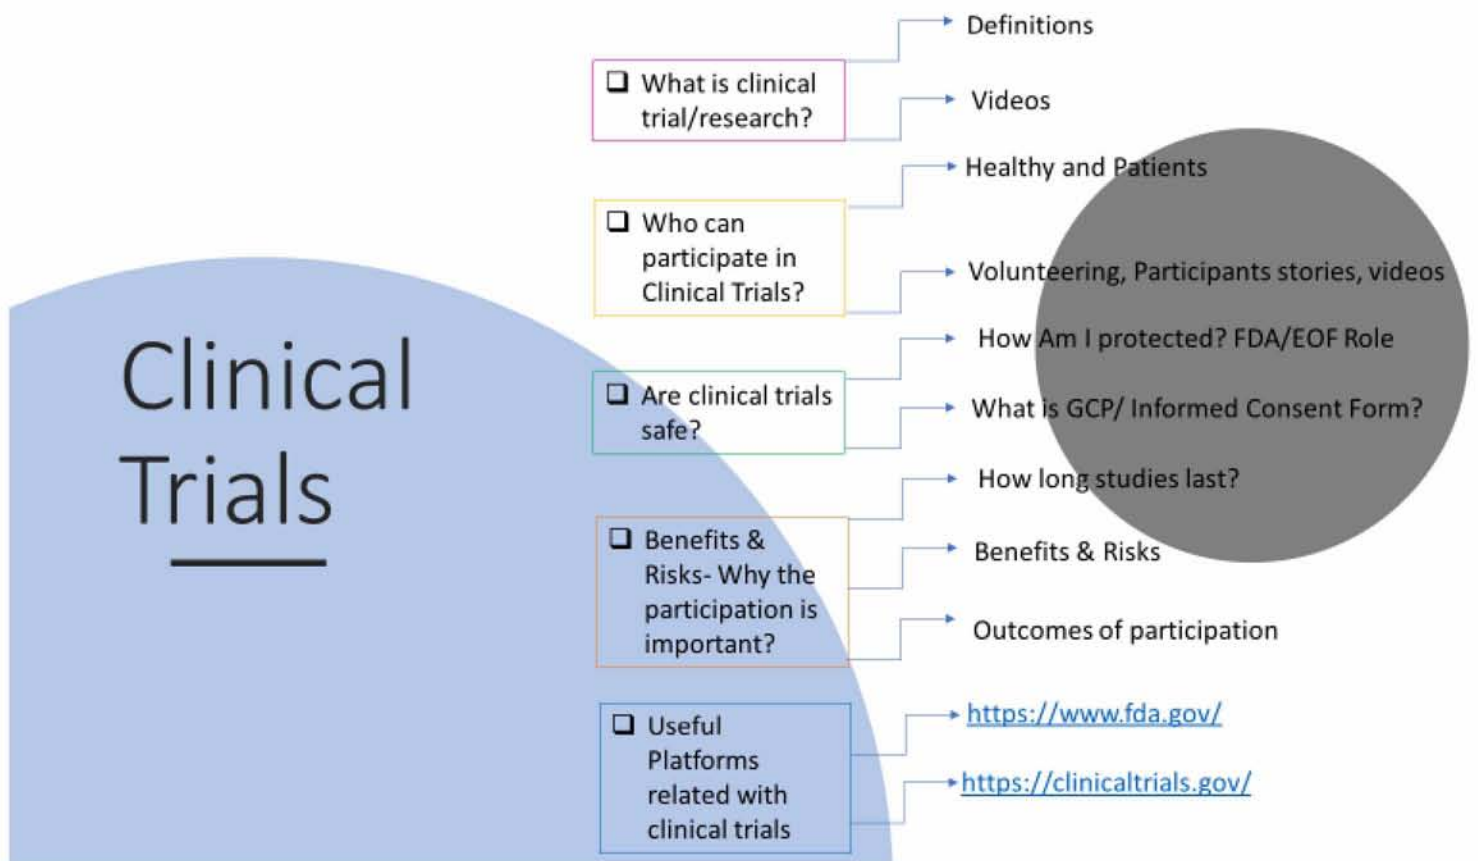 Clinical
Trials
❑ What is clinical
trial/research?
Definitions
Videos
❑ Who can
participate in
Clinical Trials?
Healthy and Patients
Volunteering, Participants stories, videos
❑ Are clinical trials
safe?
How Am I protected? FDA/EOF Role
What is GCP/ Informed Consent Form?
❑ Benefits &
Risks- Why the
participation is
important?
How long studies last?
Benefits & Risks
Outcomes of participation
❑ Useful
Platforms
related with
clinical trials
https://www.fda.gov/
https://clinicaltrials.gov/